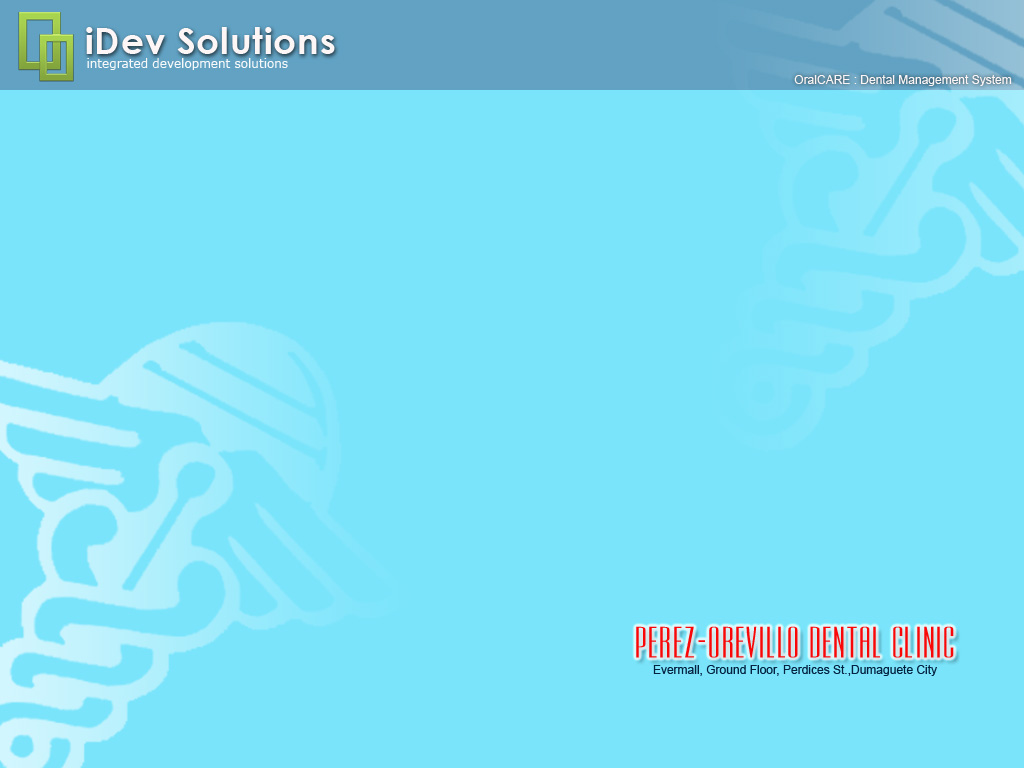 iDev Solutions
integrated development solutions
OralCARE : Dental Management System
PEREZ-OREVILLO DENTAL CLINIC
Evermall, Ground Floor, Perdices St.,Dumaguete City